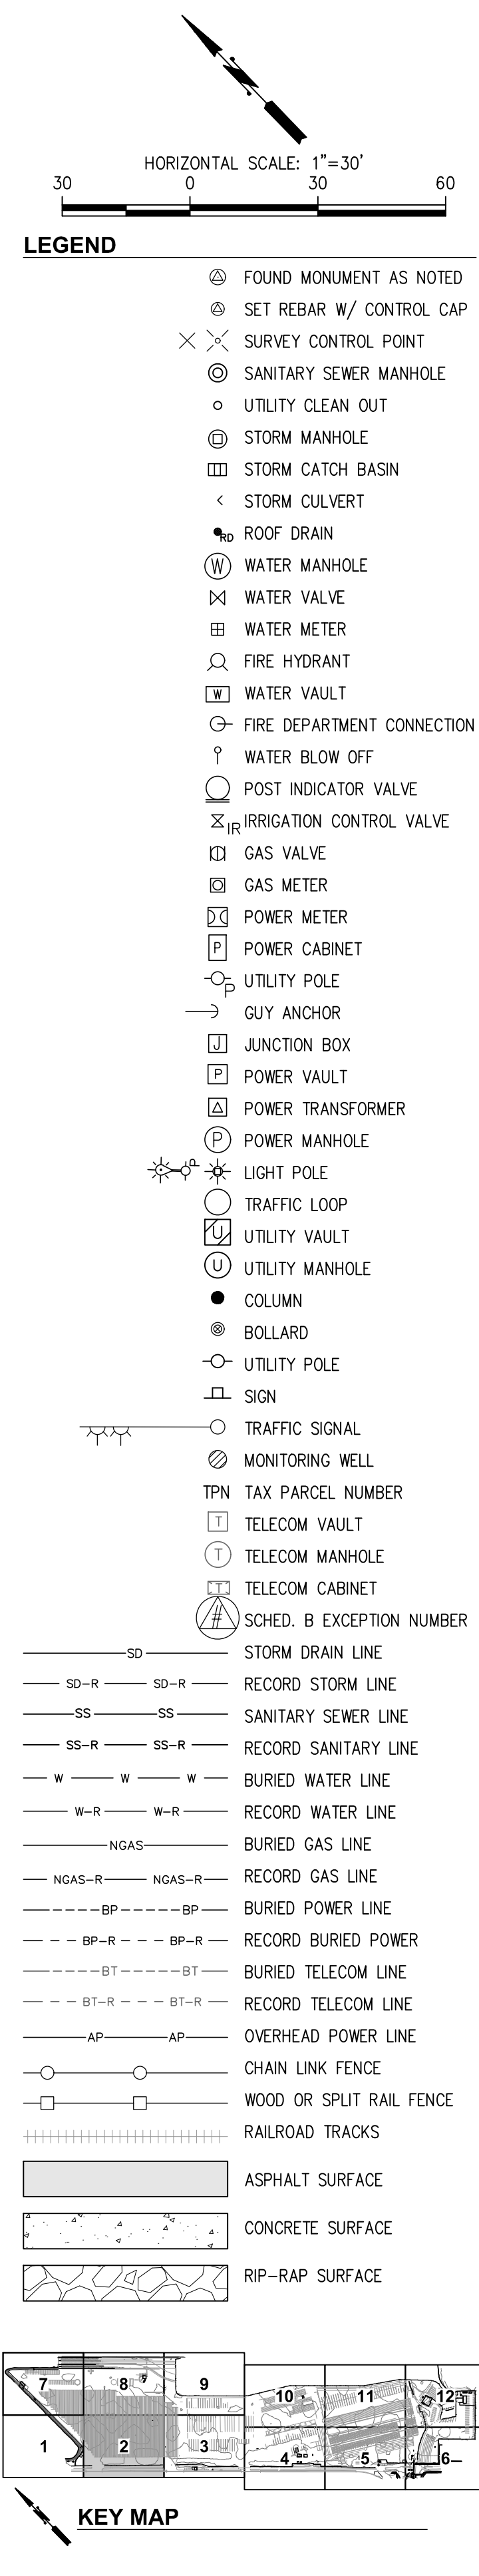 HORIZONTAL SCALE: 1"=30'
30 0 30 60
LEGEND
FOUND MONUMENT AS NOTED
SET REBAR W/ CONTROL CAP
SURVEY CONTROL POINT
SANITARY SEWER MANHOLE
UTILITY CLEAN OUT
STORM MANHOLE
STORM CATCH BASIN
STORM CULVERT
RD ROOF DRAIN
W WATER MANHOLE
WATER VALVE
WATER METER
FIRE HYDRANT
W WATER VAULT
FIRE DEPARTMENT CONNECTION
WATER BLOW OFF
POST INDICATOR VALVE
IR IRRIGATION CONTROL VALVE
GAS VALVE
GAS METER
POWER METER
P POWER CABINET
P UTILITY POLE
GUY ANCHOR
J JUNCTION BOX
P POWER VAULT
POWER TRANSFORMER
P POWER MANHOLE
LIGHT POLE
TRAFFIC LOOP
U UTILITY VAULT
U UTILITY MANHOLE
COLUMN
BOLLARD
UTILITY POLE
SIGN
TRAFFIC SIGNAL
MONITORING WELL
TPN TAX PARCEL NUMBER
T TELECOM VAULT
T TELECOM MANHOLE
T TELECOM CABINET
# SCHED. B EXCEPTION NUMBER
SD STORM DRAIN LINE
SD-R SD-R RECORD STORM LINE
SS SS SANITARY SEWER LINE
SS-R SS-R RECORD SANITARY LINE
W W W BURIED WATER LINE
W-R W-R RECORD WATER LINE
NGAS BURIED GAS LINE
NGAS-R NGAS-R RECORD GAS LINE
BP BP BURIED POWER LINE
BP-R BP-R RECORD BURIED POWER
BT BT BURIED TELECOM LINE
BT-R BT-R RECORD TELECOM LINE
AP AP OVERHEAD POWER LINE
CHAIN LINK FENCE
WOOD OR SPLIT RAIL FENCE
RAILROAD TRACKS
ASPHALT SURFACE
CONCRETE SURFACE
RIP-RAP SURFACE
7 8 9 10 11 12
1 2 3 4 5 6
KEY MAP